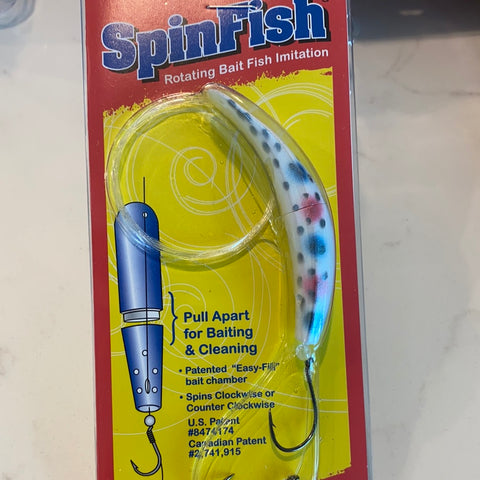 SpinFish
Rotating Bait Fish Imitation
Pull Apart
for Baiting
& Cleaning
• Patented "Easy-Fill"
bait chamber
• Spins Clockwise or
Counter Clockwise
U.S. Patent
#8474174
Canadian Patent
#2,741,915